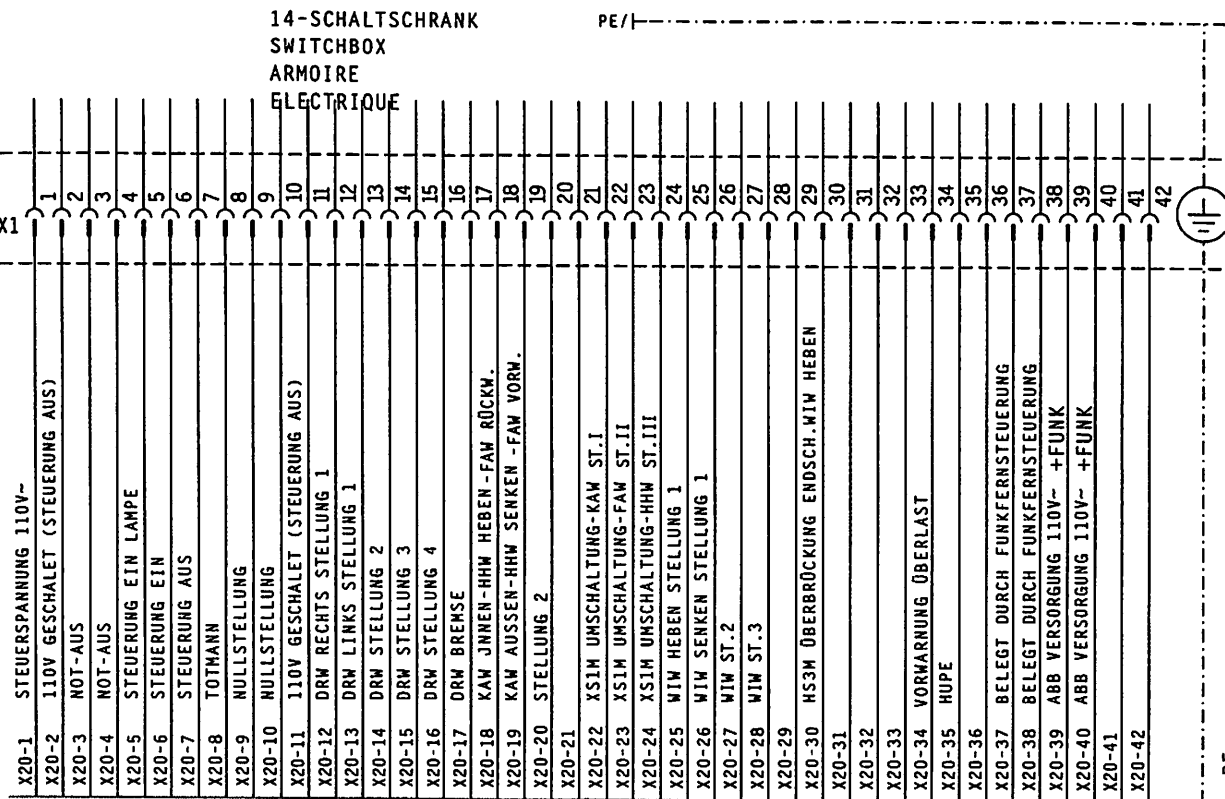 14-SCHALTSCHRANK
SWITCHBOX
ARMOIRE
ELECTRIQUE
PE/
X1
1
2
3
4
5
6
7
8
9
10
11
12
13
14
15
16
17
18
19
20
21
22
23
24
25
26
27
28
29
30
31
32
33
34
35
36
37
38
39
40
41
42
X20-1 STEUERSPANNUNG 110V~
X20-2 110V GESCHALET (STEUERUNG AUS)
X20-3 NOT-AUS
X20-4 NOT-AUS
X20-5 STEUERUNG EIN LAMPE
X20-6 STEUERUNG EIN
X20-7 STEUERUNG AUS
X20-8 TOTMANN
X20-9 NULLSTELLUNG
X20-10 NULLSTELLUNG
X20-11 110V GESCHALET (STEUERUNG AUS)
X20-12 DRW RECHTS STELLUNG 1
X20-13 DRW LINKS STELLUNG 1
X20-14 DRW STELLUNG 2
X20-15 DRW STELLUNG 3
X20-16 DRW STELLUNG 4
X20-17 DRW BREMSE
X20-18 KAW JNNEN-HHW HEBEN -FAW RÜCKW.
X20-19 KAW AUSSEN-HHW SENKEN -FAW VORW.
X20-20 STELLUNG 2
X20-21
X20-22 XS1M UMSCHALTUNG-KAW ST.I
X20-23 XS1M UMSCHALTUNG-FAW ST.II
X20-24 XS1M UMSCHALTUNG-HHW ST.III
X20-25 WIW HEBEN STELLUNG 1
X20-26 WIW SENKEN STELLLUNG 1
X20-27 WIW ST.2
X20-28 WIW ST.3
X20-29
X20-30 HS3M ÜBERBRÜCKUNG ENDSCH.WIW HEBEN
X20-31
X20-32
X20-33
X20-34 VORWARNUNG ÜBERLAST
X20-35 HUPE
X20-36
X20-37 BELEGT DURCH FUNKFERNSTEUERUNG
X20-38 BELEGT DURCH FUNKFERNSTEUERUNG
X20-39 ABB VERSORGUNG 110V~ +FUNK
X20-40 ABB VERSORGUNG 110V~ +FUNK
X20-41
X20-42